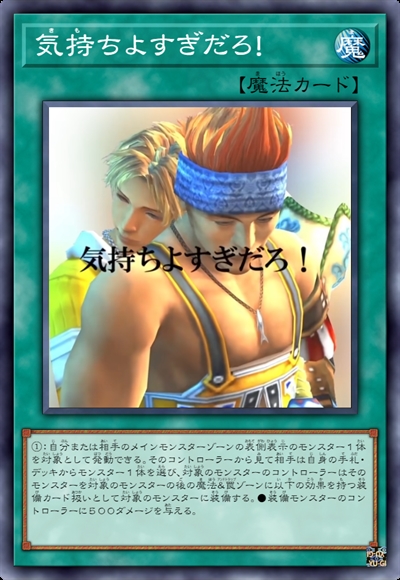 気持ちよすぎだろ!
魔
【魔法カード】
気持ちよすぎだろ！
①:自分または相手のメインモンスターゾーンの表側表示のモンスター1体
を対象として発動できる。そのコントローラーから見て相手は自身の手札・
デッキからモンスター1体を選び、対象のモンスターのコントローラーはその
モンスターを対象のモンスターの後の魔法&罠ゾーンに以下の効果を持つ装
備カード扱いとして対象のモンスターに装備する。●装備モンスターのコント
ローラーに500ダメージを与える。